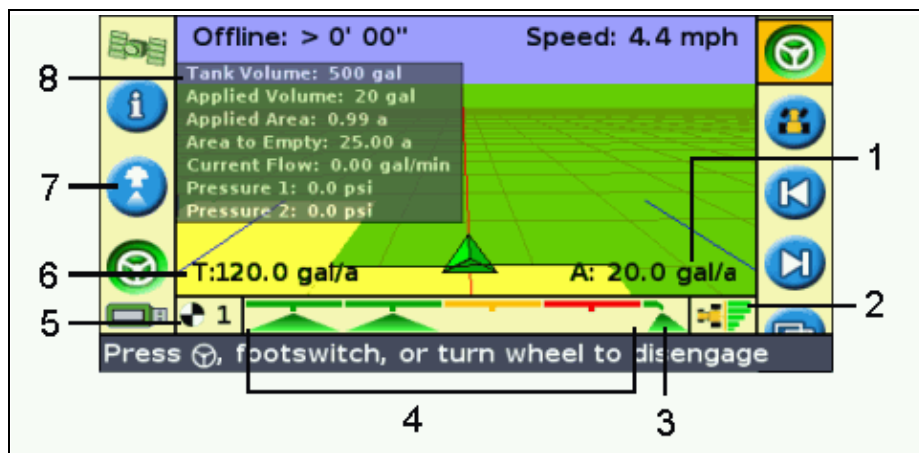 Offline: > 0' 00" Speed: 4.4 mph
8
Tank Volume: 500 gal
Applied Volume: 20 gal
Applied Area: 0.99 a
Area to Empty: 25.00 a
Current Flow: 0.00 gal/min
Pressure 1: 0.0 psi
Pressure 2: 0.0 psi
1
7
6
T:120.0 gal/a A: 20.0 gal/a
5
1
2
Press , footswitch, or turn wheel to disengage
4
3